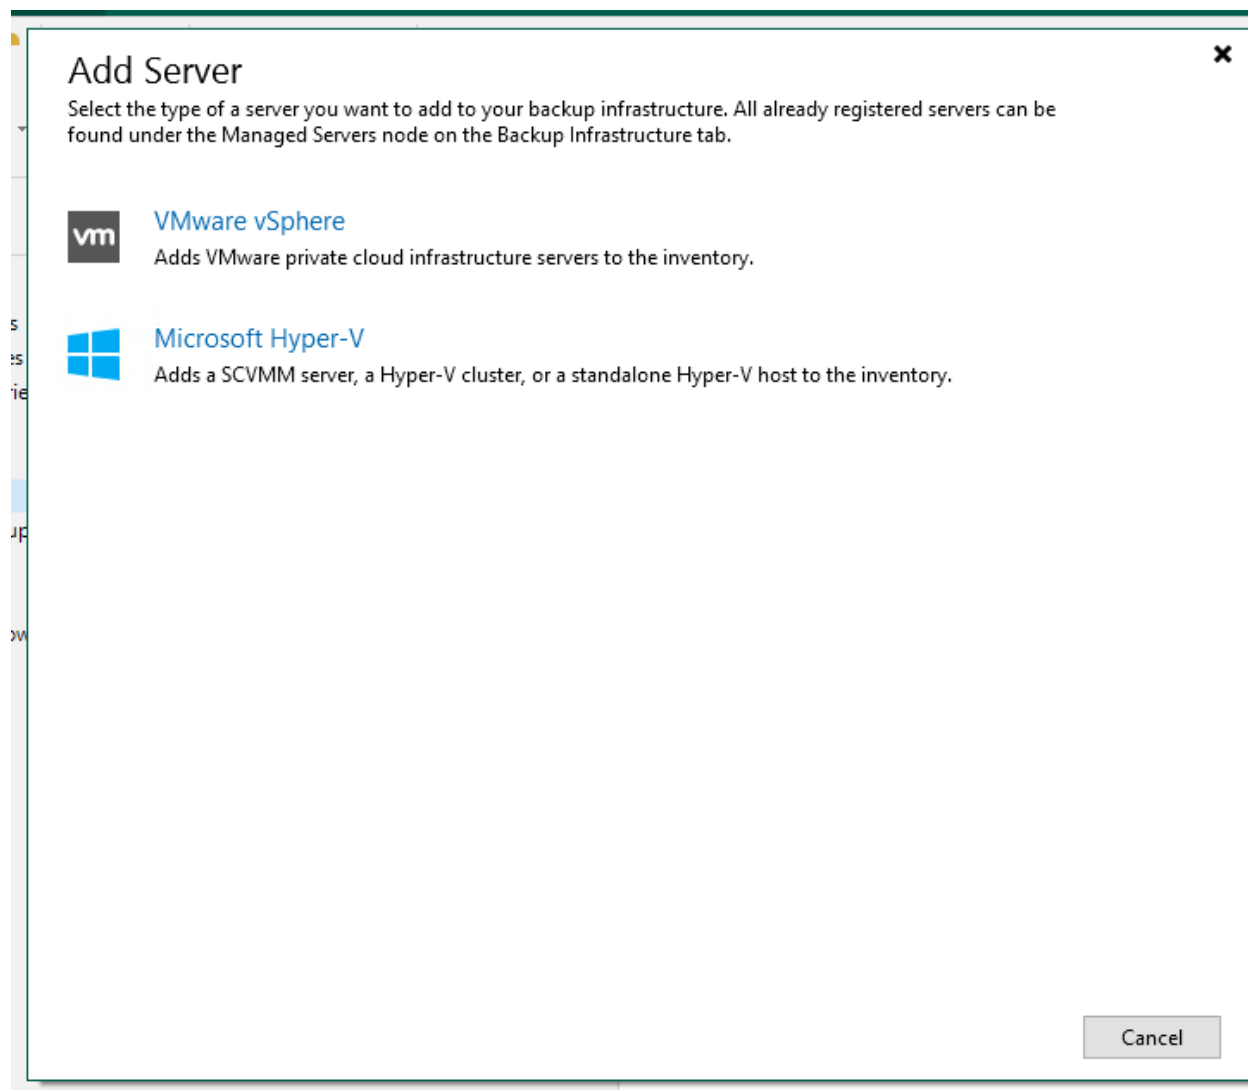 Add Server
Select the type of a server you want to add to your backup infrastructure. All already registered servers can be
found under the Managed Servers node on the Backup Infrastructure tab.
vm
VMware vSphere
Adds VMware private cloud infrastructure servers to the inventory.
Microsoft Hyper-V
Adds a SCVMM server, a Hyper-V cluster, or a standalone Hyper-V host to the inventory.
Cancel